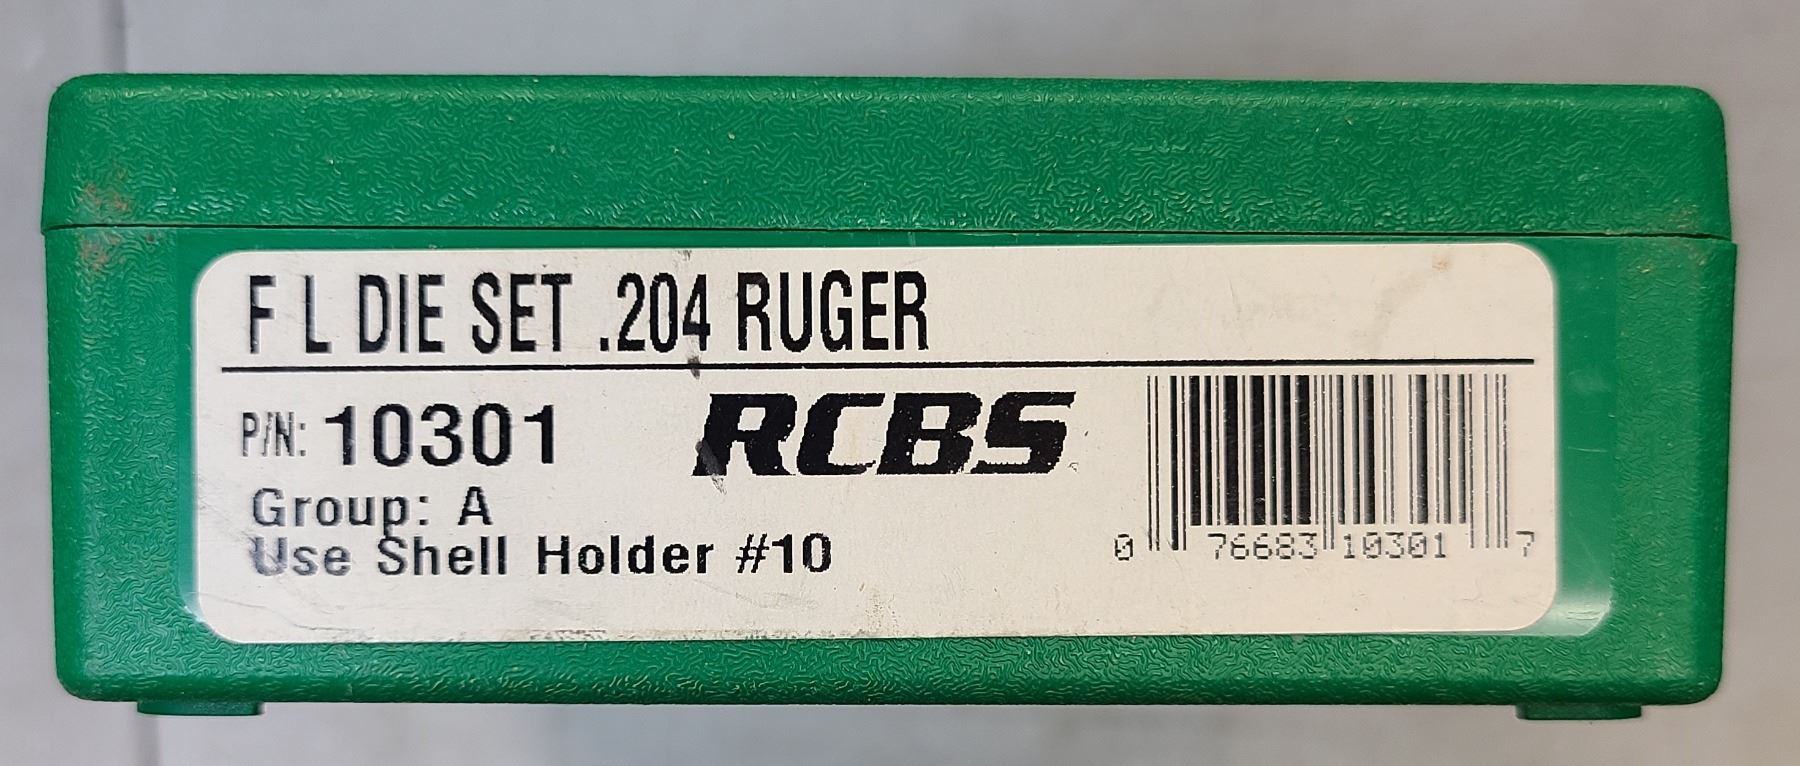 F L DIE SET .204 RUGER
P/N: 10301
RCBS
Group: A
Use Shell Holder #10
0 76683 10301 7